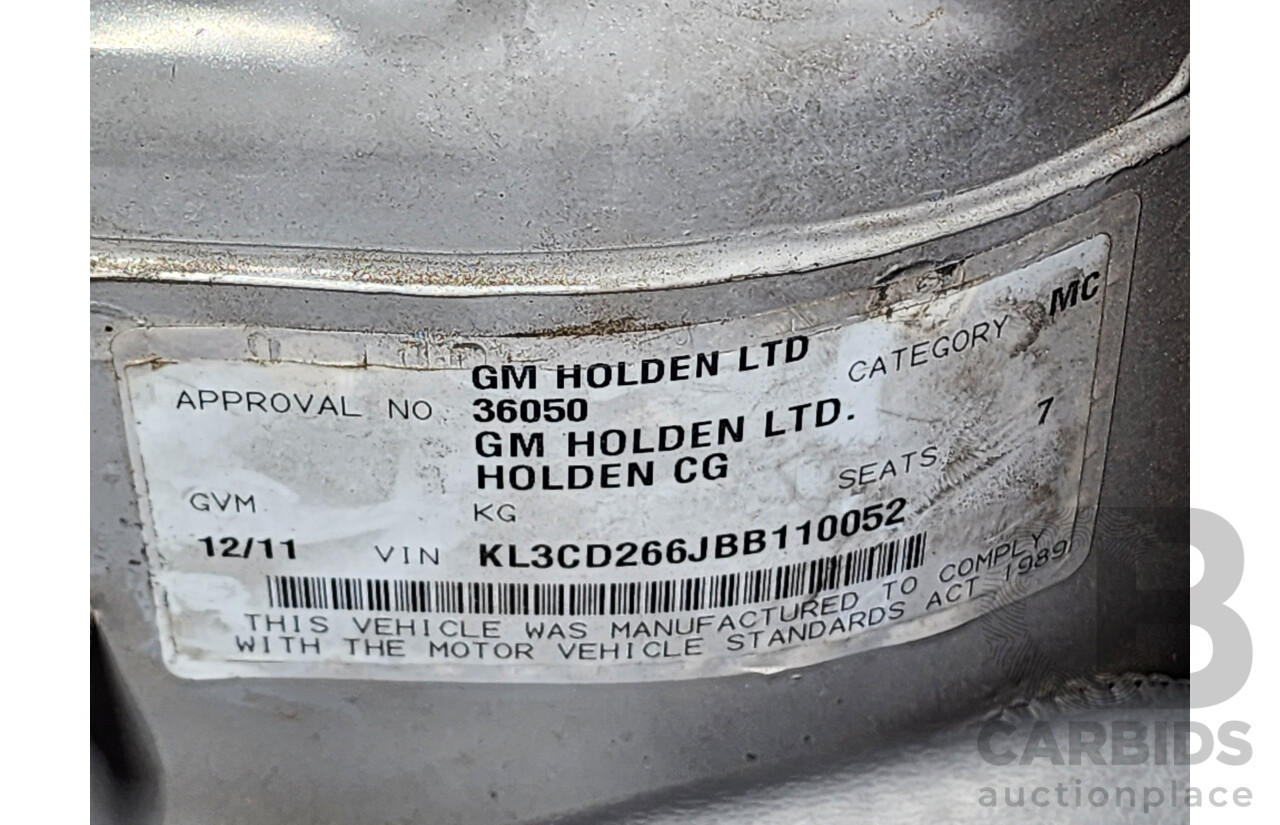 GM HOLDEN LTD
CATEGORY MC
APPROVAL NO. 36050
GM HOLDEN LTD.
HOLDEN CG
SEATS 7
GVM KG
12/11 VIN KL3CD266JBB110052
THIS VEHICLE WAS MANUFACTURED TO COMPLY
WITH THE MOTOR VEHICLE STANDARDS ACT 1989
B
CARBIDS
auctionplace